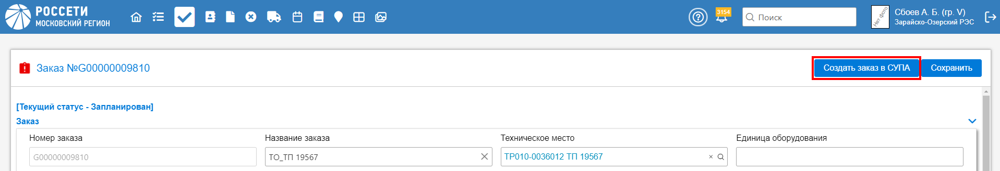 РОССЕТИ
МОСКОВСКИЙ РЕГИОН
3154
Поиск
Нет фото
Сбоев А. Б. (гр. V)
Зарайско-Озерский РЭС
Заказ №G00000009810
Создать заказ в СУПА
Сохранить
[Текущий статус - Запланирован]
Заказ
Номер заказа
Название заказа
Техническое место
Единица оборудования
G00000009810
ТО_ТП 19567
ТР010-0036012 ТП 19567